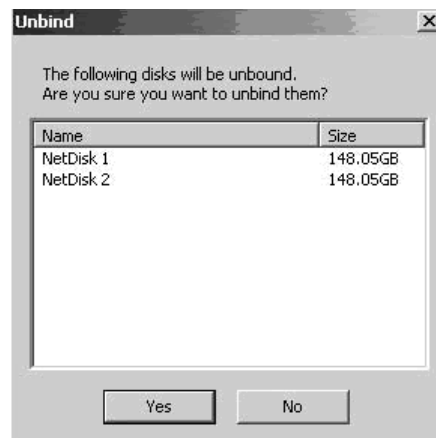 Unbind
The following disks will be unbound.
Are you sure you want to unbind them?
Name Size
NetDisk 1 148.05GB
NetDisk 2 148.05GB
Yes No